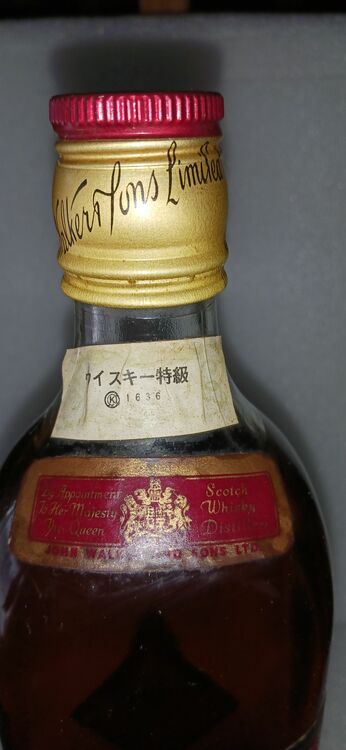 Walker & Sons Limited
ウイスキー特級
Ⓚ 1636
By Appointment
To Her Majesty
The Queen
Scotch
Whisky
Distillers
JOHN WALKER AND SONS LTD.